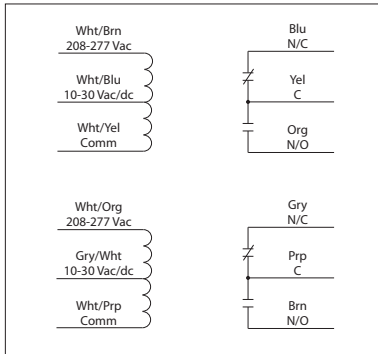 Wht/Brn
208-277 Vac
Wht/Blu
10-30 Vac/dc
Wht/Yel
Comm
Blu
N/C
Yel
C
Org
N/O
Wht/Org
208-277 Vac
Gry/Wht
10-30 Vac/dc
Wht/Prp
Comm
Gry
N/C
Prp
C
Brn
N/O